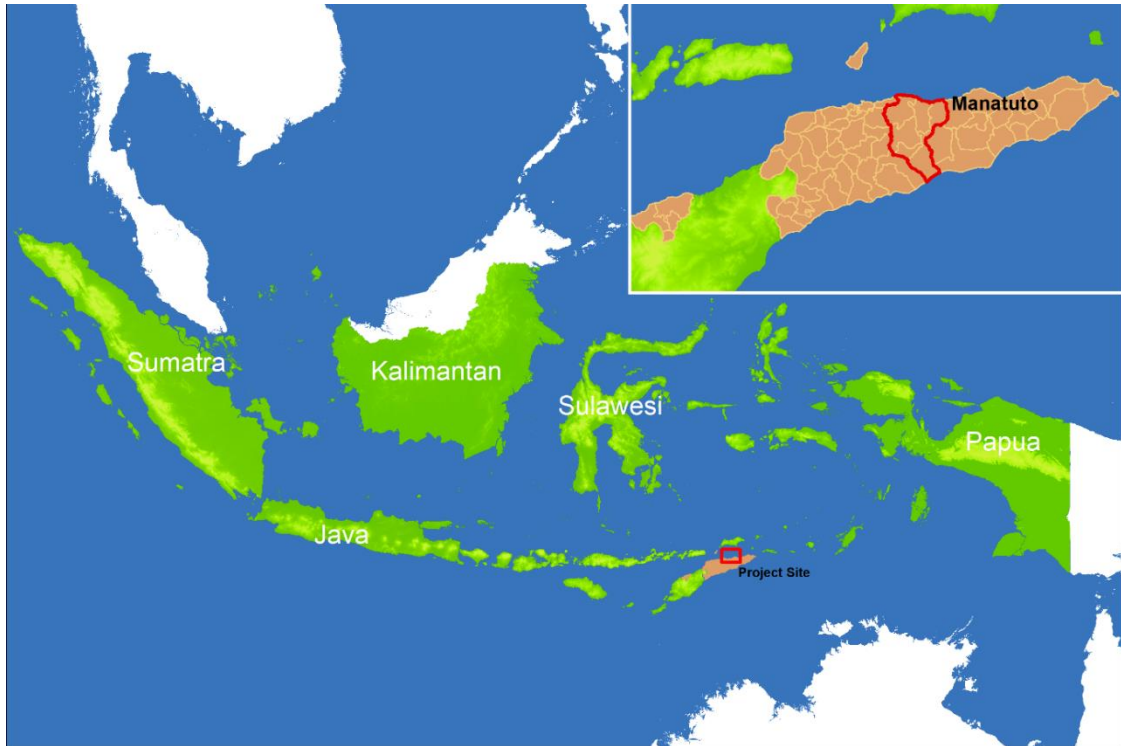 Manatuto
Sumatra
Kalimantan
Sulawesi
Papua
Java
Project Site